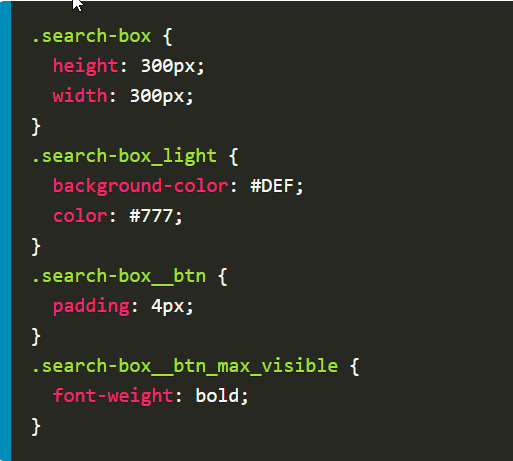 .search-box {
  height: 300px;
  width: 300px;
}
.search-box_light {
  background-color: #DEF;
  color: #777;
}
.search-box__btn {
  padding: 4px;
}
.search-box__btn_max_visible {
  font-weight: bold;
}